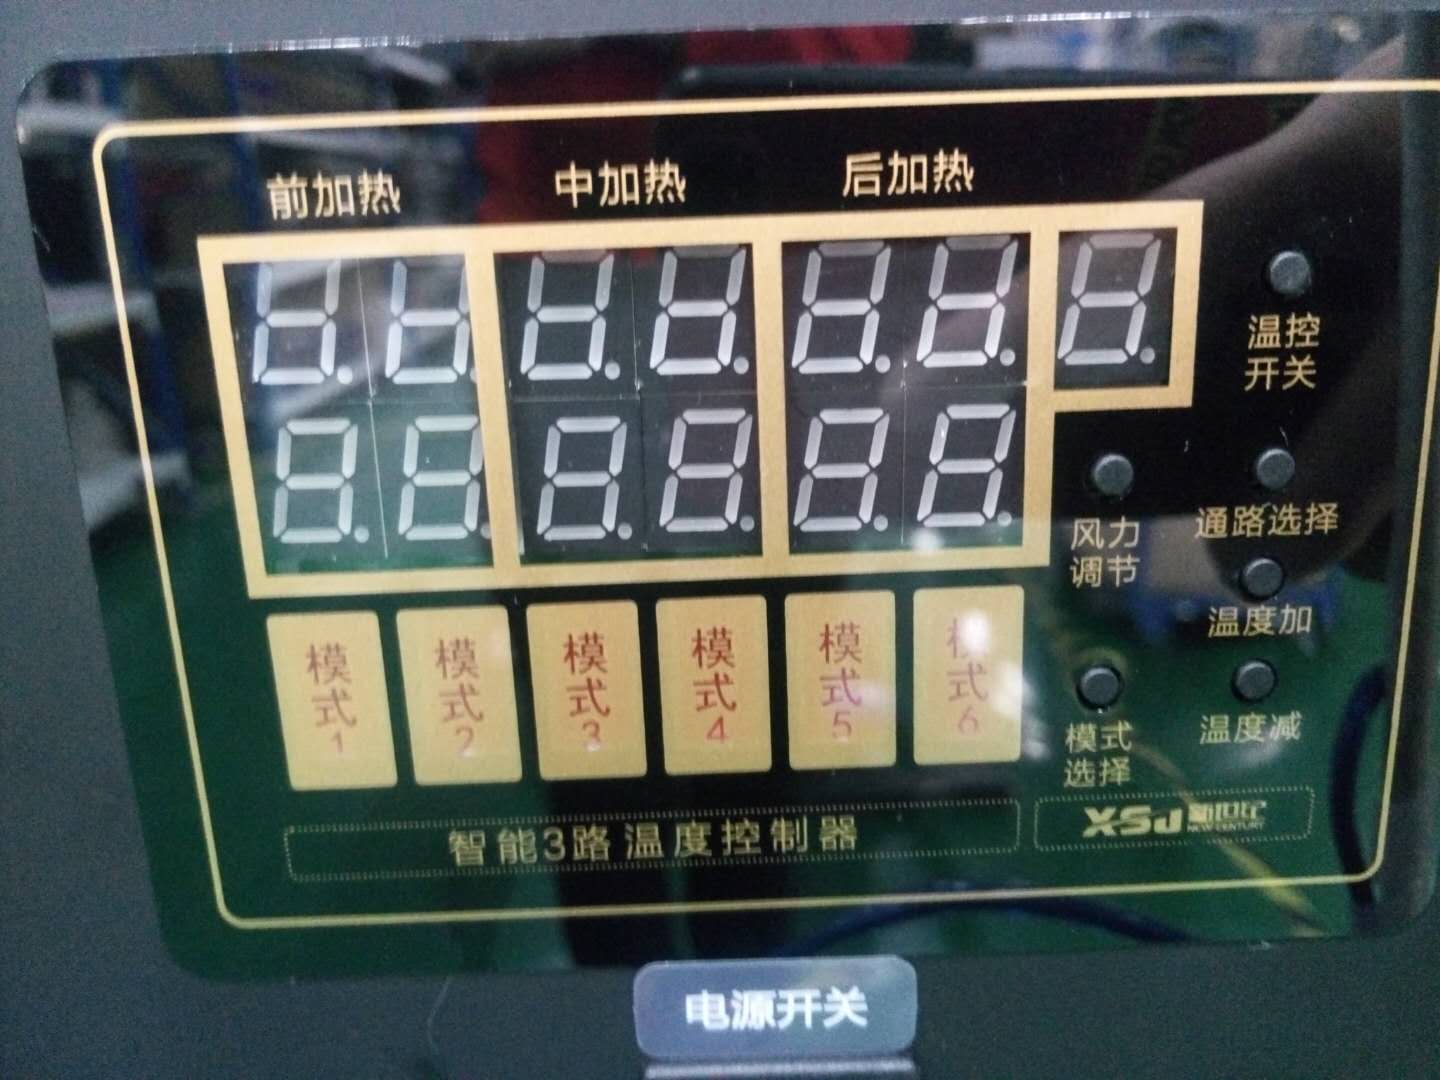 前加热 中加热 后加热
温控
开关
风力
调节
通路选择
温度加
模式
选择
温度减
模式1
模式2
模式3
模式4
模式5
模式6
智能3路温度控制器
XSJ 新世纪
NEW CENTURY
电源开关